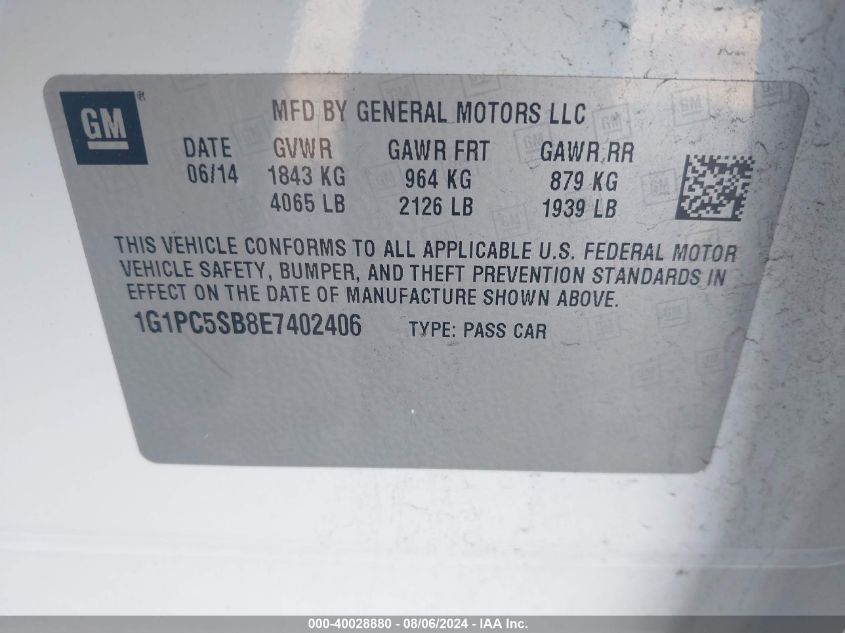 GM®
MFD BY GENERAL MOTORS LLC
DATE GVWR GAWR FRT GAWR RR
06/14 1843 KG 964 KG 879 KG
4065 LB 2126 LB 1939 LB
THIS VEHICLE CONFORMS TO ALL APPLICABLE U.S. FEDERAL MOTOR
VEHICLE SAFETY, BUMPER, AND THEFT PREVENTION STANDARDS IN
EFFECT ON THE DATE OF MANUFACTURE SHOWN ABOVE.
1G1PC5SB8E7402406 TYPE: PASS CAR
000-40028880 - 08/06/2024 - IAA Inc.